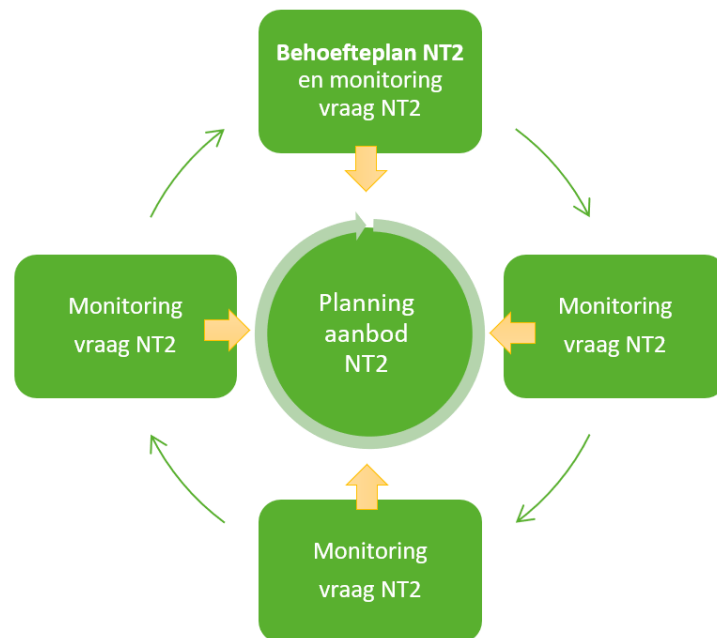 Behoefteplan NT2
en monitoring
vraag NT2
Monitoring
vraag NT2
Planning
aanbod
NT2
Monitoring
vraag NT2
Monitoring
vraag NT2